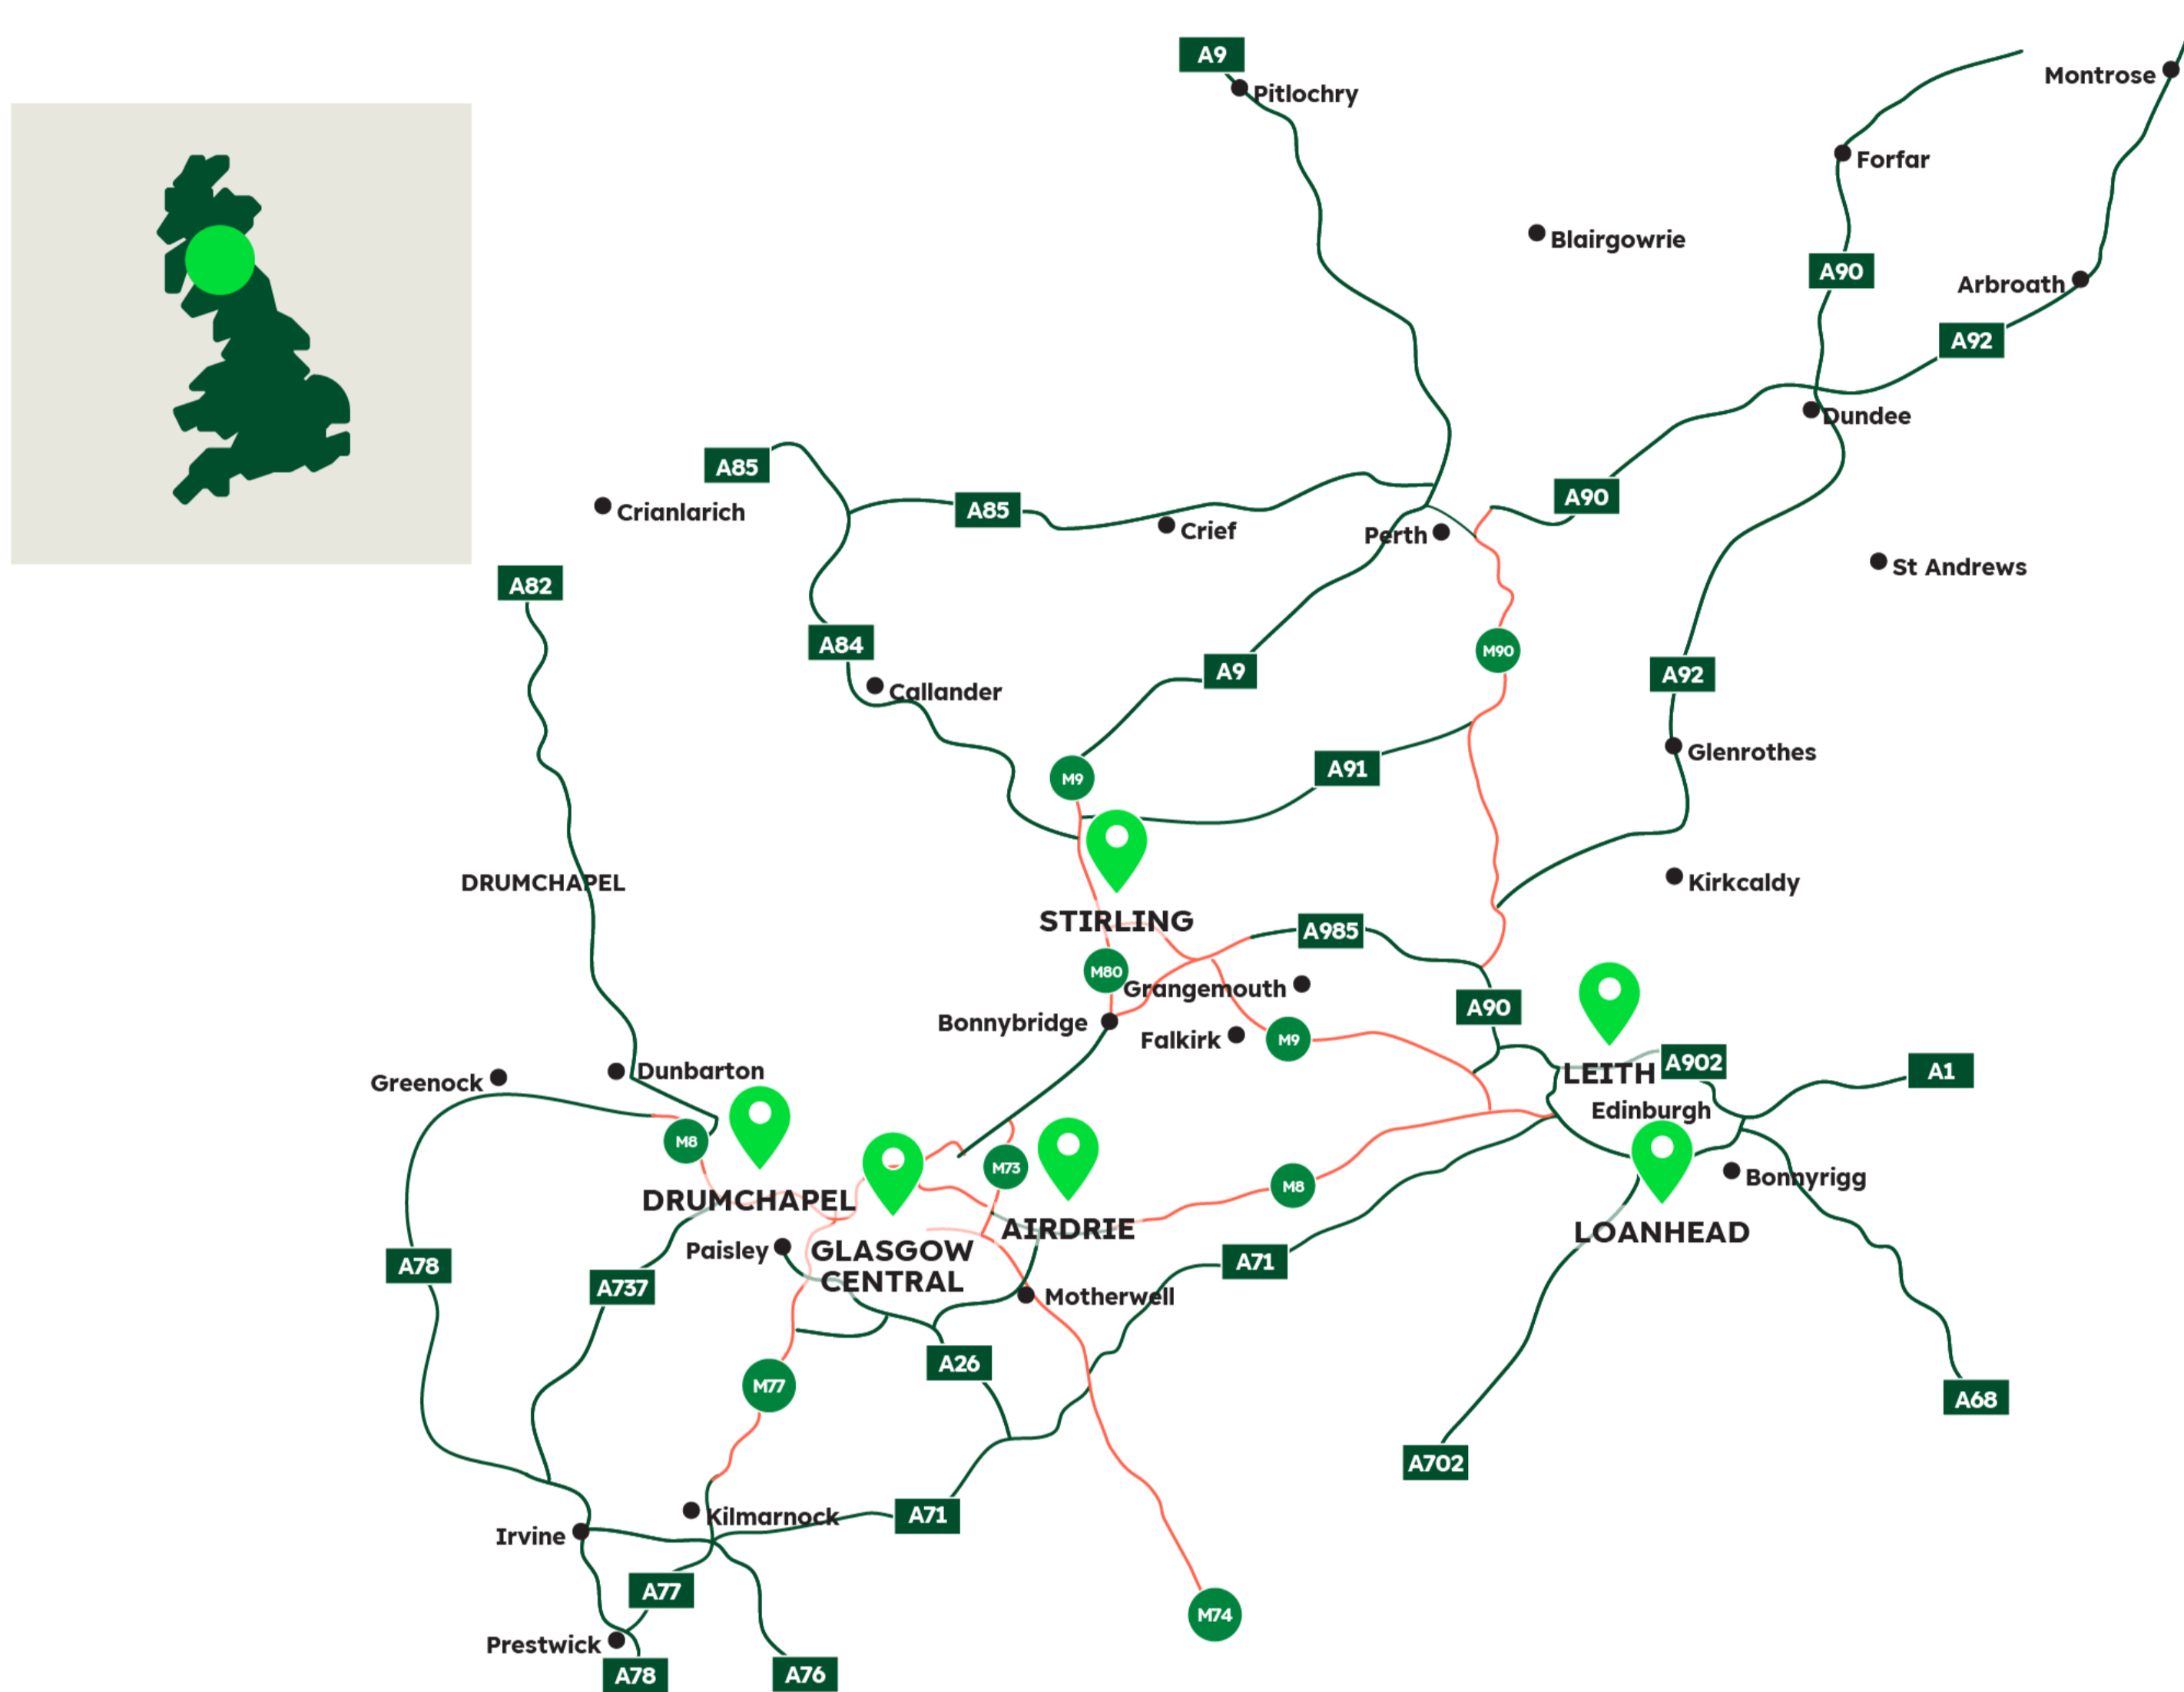 A9
Pitlochry
Montrose
Forfar
Blairgowrie
A90
Arbroath
A92
Dundee
A85
A85
Crianlarich
Crief
Perth
A90
St Andrews
A82
A84
Callander
A9
M90
A92
Glenrothes
M9
A91
DRUMCHAPEL
Kirkcaldy
STIRLING
A985
M80
Grangemouth
Bonnybridge
Falkirk
M9
A90
LEITH
A902
A1
Greenock
Dunbarton
Edinburgh
M8
M73
M8
Bonnyrigg
DRUMCHAPEL
AIRDRIE
LOANHEAD
Paisley
GLASGOW
CENTRAL
A78
A737
A71
Motherwell
A26
M77
A68
A702
Kilmarnock
A71
Irvine
A77
M74
Prestwick
A78
A76